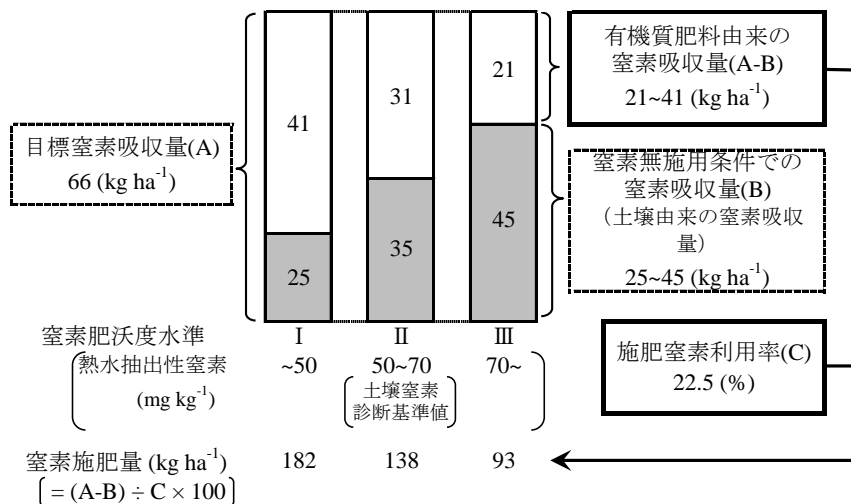 有機質肥料由来の
窒素吸収量(A-B)
21~41 (kg ha⁻¹)
41
31
21
目標窒素吸収量(A)
66 (kg ha⁻¹)
窒素無施用条件での
窒素吸収量(B)
（土壌由来の窒素吸収
量）
25~45 (kg ha⁻¹)
25
35
45
窒素肥沃度水準
I
II
III
熱水抽出性窒素
(mg kg⁻¹)
~50
50~70
70~
土壌窒素
診断基準値
施肥窒素利用率(C)
22.5 (%)
窒素施肥量 (kg ha⁻¹)
182
138
93
= (A-B) ÷ C × 100